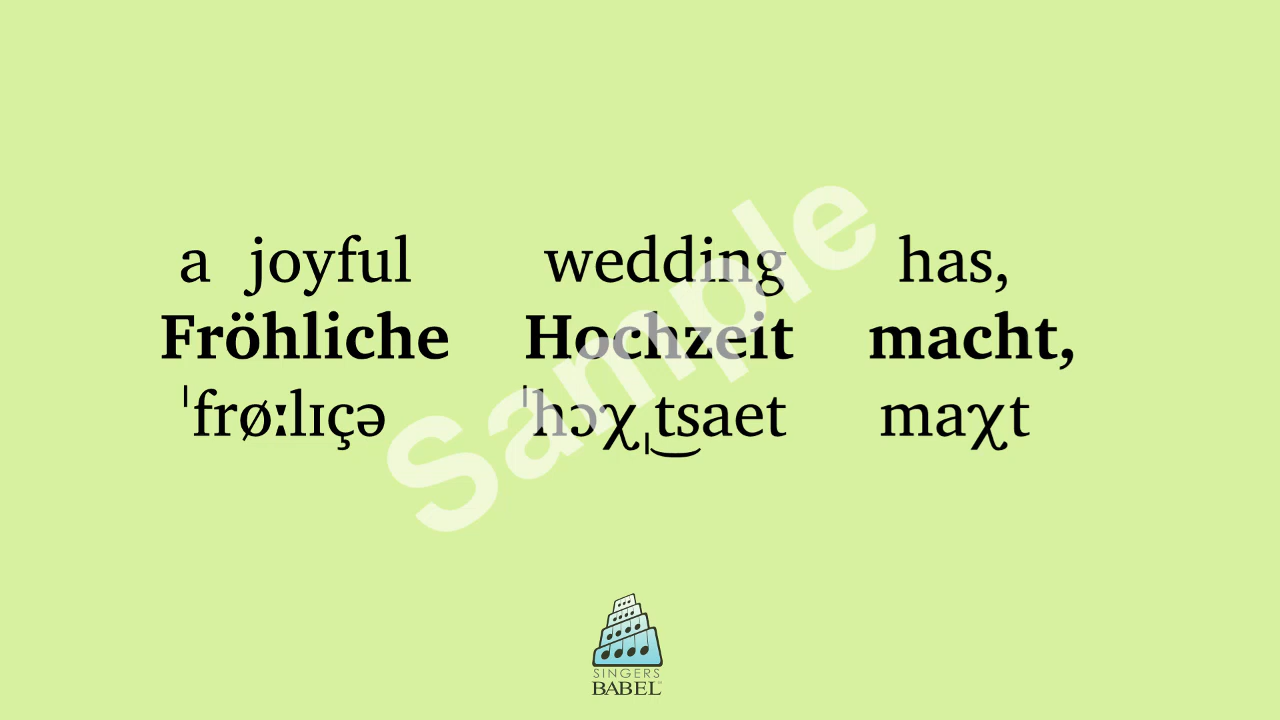 a joyful wedding has,
Fröhliche Hochzeit macht,
ˈfrøːlɪçə ˈhɔχˌt͜saet maχt
Sample
SINGERS
BABEL